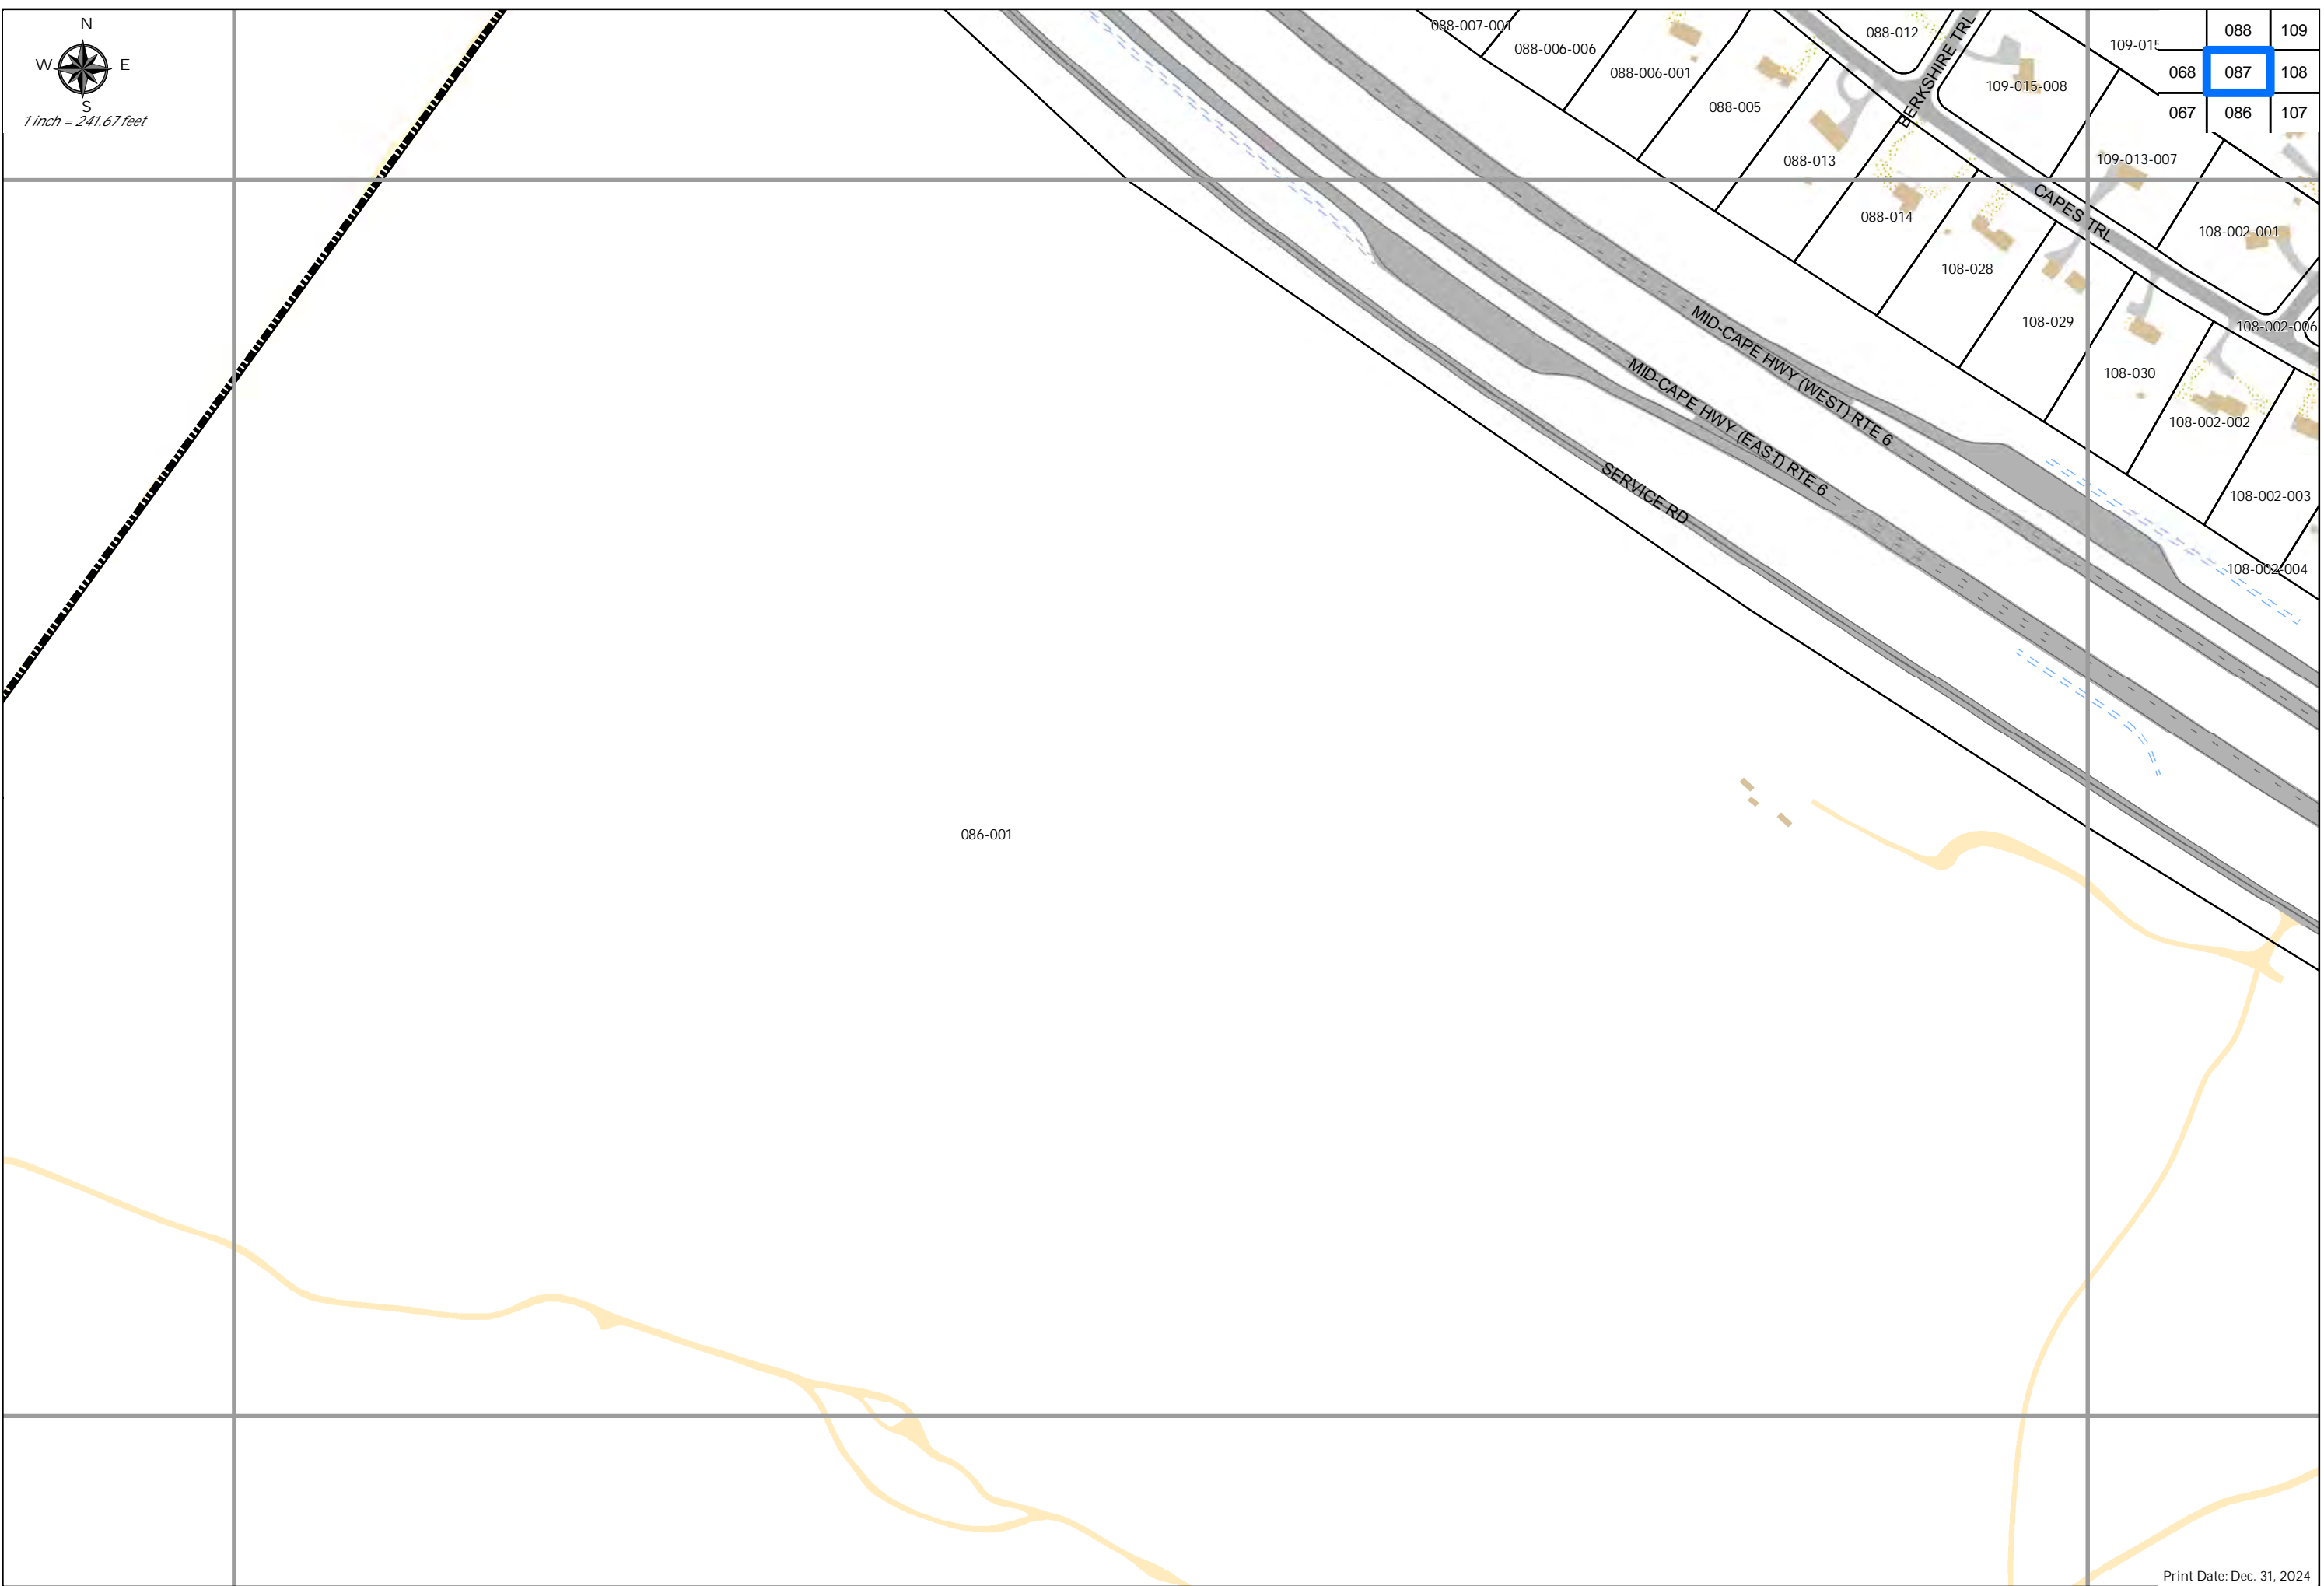 N
W E
S
1 inch = 241.67 feet
088-007-001
088-006-006
088-006-001
088-005
088-012
BERKSHIRE TRL
109-015-008
109-015
088 109
068 087 108
067 086 107
088-013
109-013-007
088-014
CAPES TRL
108-002-001
108-028
108-029
108-002-006
108-030
MID-CAPE HWY (WEST) RTE 6
MID-CAPE HWY (EAST) RTE 6
108-002-002
SERVICE RD
108-002-003
108-002-004
086-001
Print Date: Dec. 31, 2024